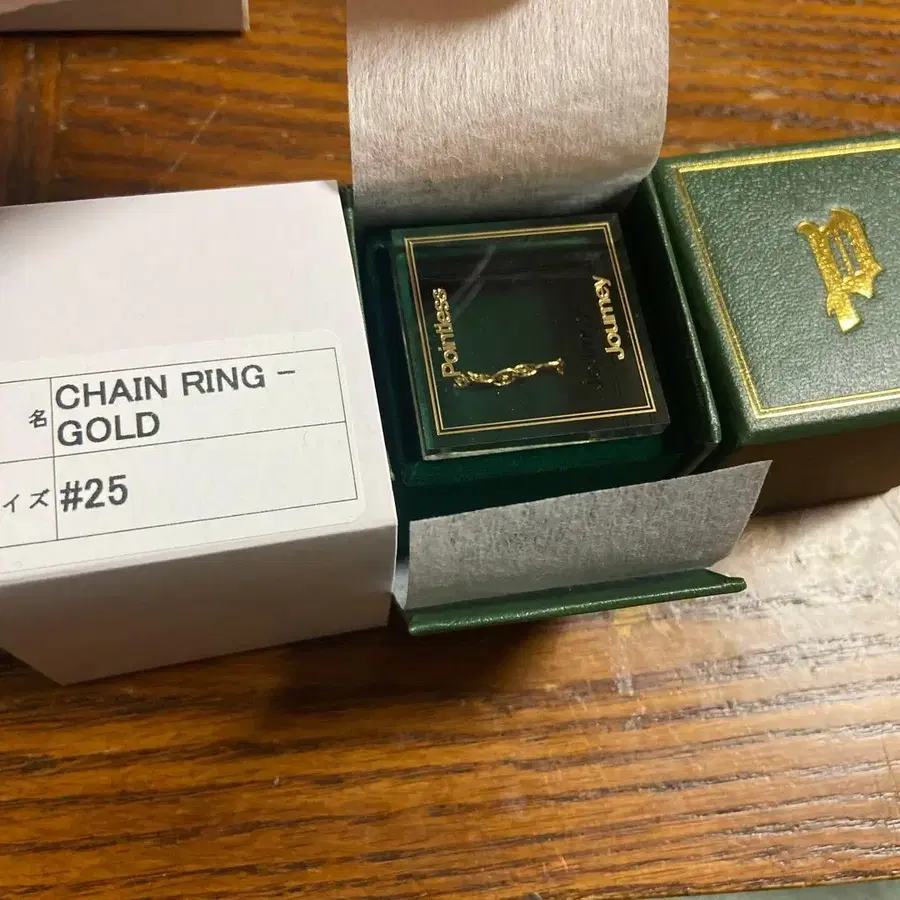 名
CHAIN RING –
GOLD
イズ
#25
Pointless
Journey